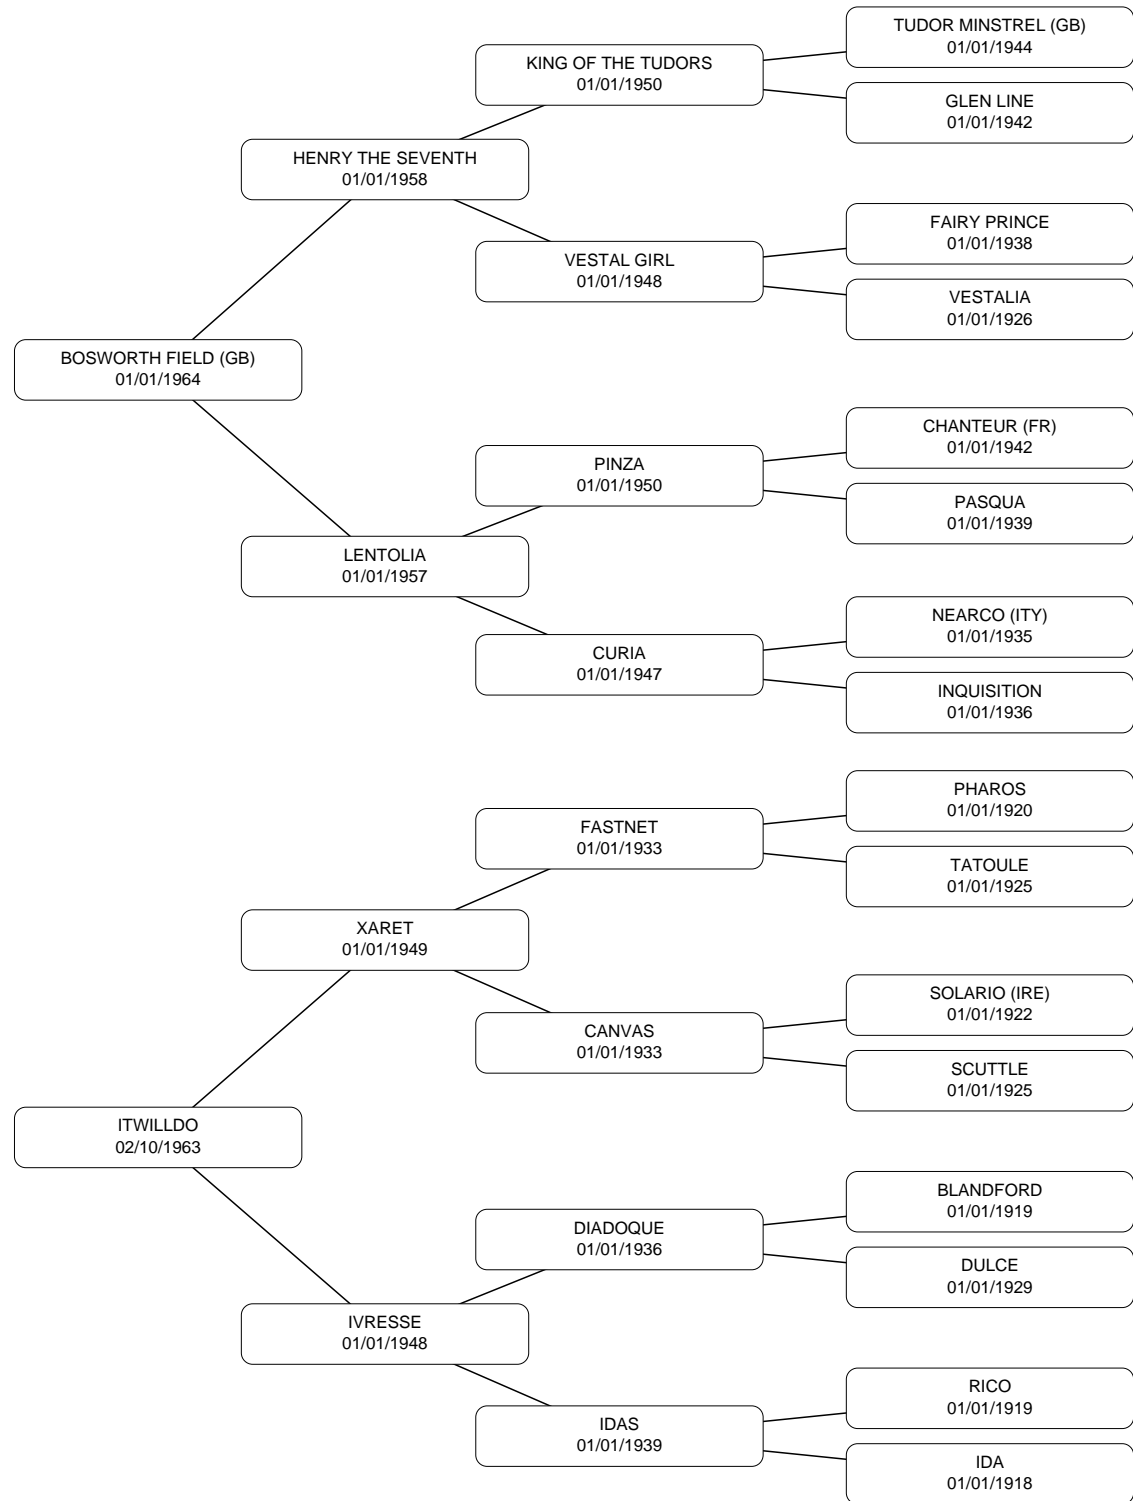 TUDOR MINSTREL (GB)
01/01/1944
KING OF THE TUDORS
01/01/1950
GLEN LINE
01/01/1942
HENRY THE SEVENTH
01/01/1958
FAIRY PRINCE
01/01/1938
VESTAL GIRL
01/01/1948
VESTALIA
01/01/1926
BOSWORTH FIELD (GB)
01/01/1964
CHANTEUR (FR)
01/01/1942
PINZA
01/01/1950
PASQUA
01/01/1939
LENTOLIA
01/01/1957
NEARCO (ITY)
01/01/1935
CURIA
01/01/1947
INQUISITION
01/01/1936
PHAROS
01/01/1920
FASTNET
01/01/1933
TATOULE
01/01/1925
XARET
01/01/1949
SOLARIO (IRE)
01/01/1922
CANVAS
01/01/1933
SCUTTLE
01/01/1925
ITWILLDO
02/10/1963
BLANDFORD
01/01/1919
DIADOQUE
01/01/1936
DULCE
01/01/1929
IVRESSE
01/01/1948
RICO
01/01/1919
IDAS
01/01/1939
IDA
01/01/1918